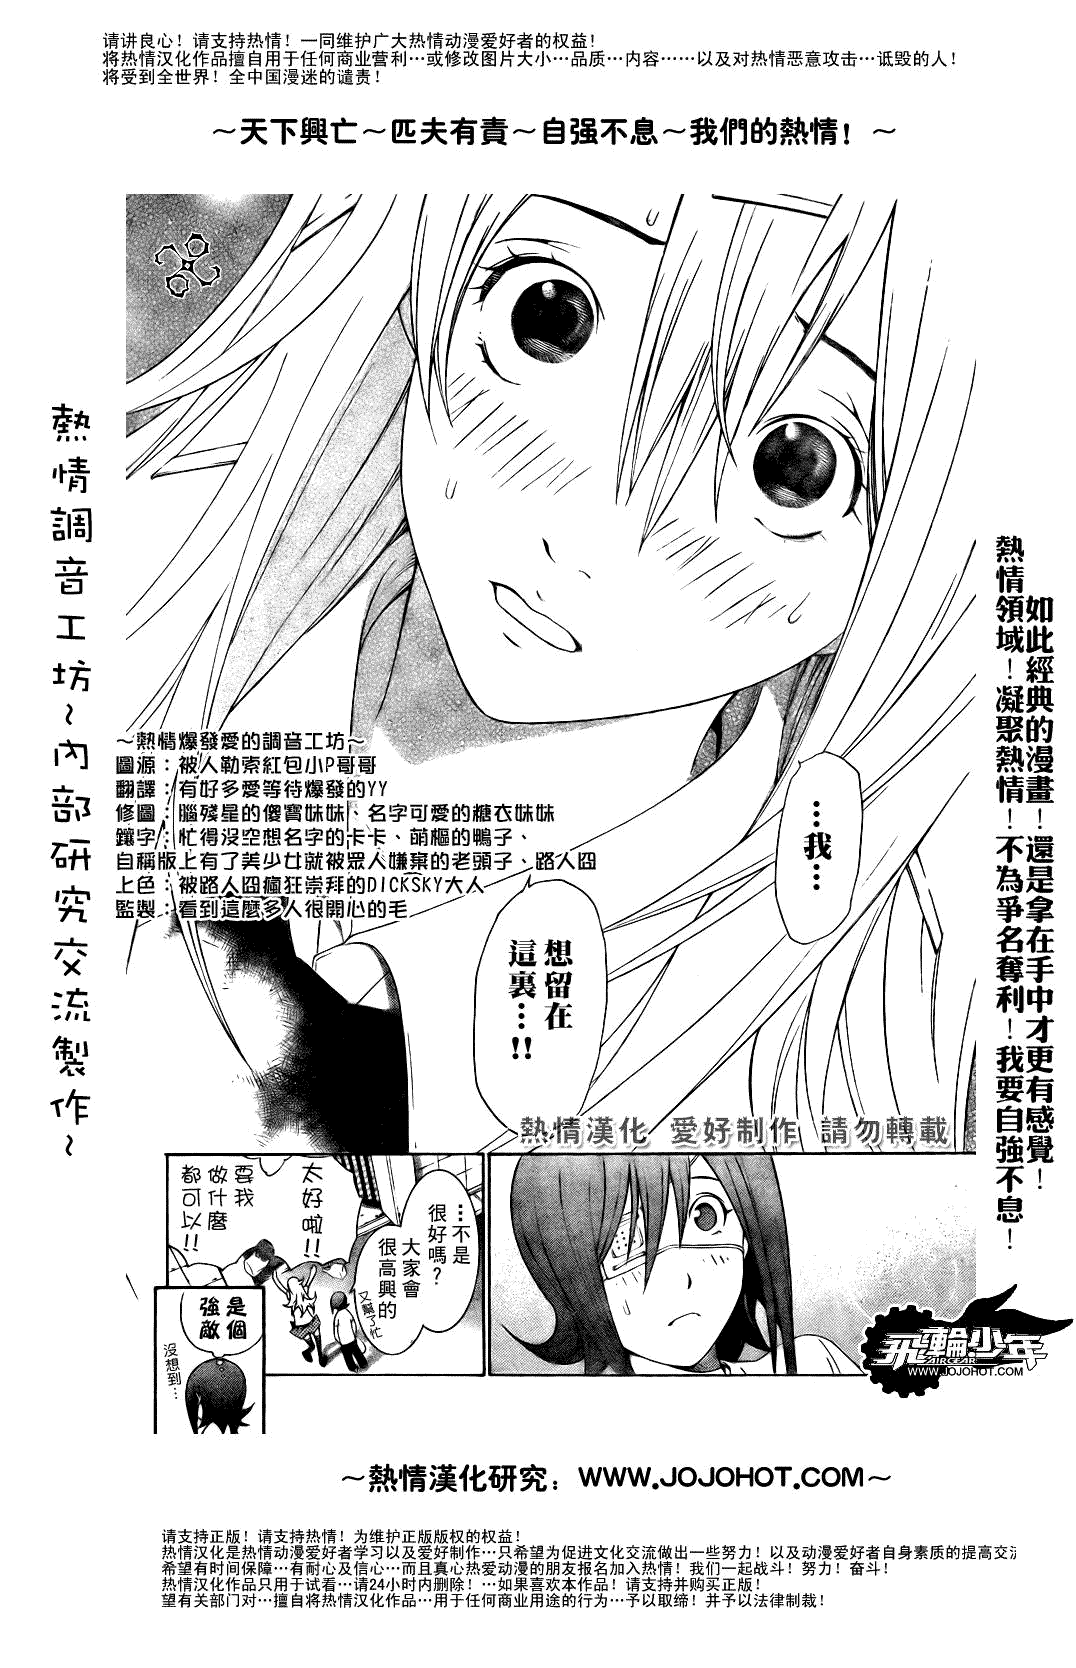 请讲良心！请支持热情！一同维护广大热情动漫爱好者的权益！
将热情汉化作品擅自用于任何商业营利…或修改图片大小…品质…内容……以及对热情恶意攻击…诋毁的人！
将受到全世界！全中国漫迷的谴责！
～天下興亡～匹夫有責～自强不息～我們的熱情！～
熱情調音工坊～內部研究交流製作～
如此經典的漫畫！還是拿在手中才更有感覺！
熱情領域！凝聚熱情！不為爭名奪利！我要自強不息！
～熱情爆發愛的調音工坊～
圖源：被人勒索紅包小P哥哥
翻譯：有好多愛等待爆發的YY
修圖：腦殘星的傻寶妹妹、名字可愛的糖衣妹妹
鑲字：忙得沒空想名字的卡卡、萌樞的鴨子、
自稱版上有了美少女就被眾人嫌棄的老頭子、路人囧
上色：被路人囧瘋狂崇拜的DICKSKY大人
監製：看到這麼多人很開心的毛
…我…
想留在
這裏…!!
熱情漢化 愛好制作 請勿轉載
…不是
很好嗎？
大家會
很高興的
又幫了忙
太好啦!!
要我
做什麼
都可以!!
是個
強敵
沒想到…
飛輪少年
AIRGEAR
WWW.JOJOHOT.COM
～熱情漢化研究：WWW.JOJOHOT.COM～
请支持正版！请支持热情！为维护正版版权的权益！
热情汉化是热情动漫爱好者学习以及爱好制作…只希望为促进文化交流做出一些努力！以及动漫爱好者自身素质的提高交流
希望有时间保障…有耐心及信心…而且真心热爱动漫的朋友报名加入热情！我们一起战斗！努力！奋斗！
热情汉化作品只用于试看…请24小时内删除！…如果喜欢本作品！请支持并购买正版！
望有关部门对…擅自将热情汉化作品…用于任何商业用途的行为…予以取缔！并予以法律制裁！